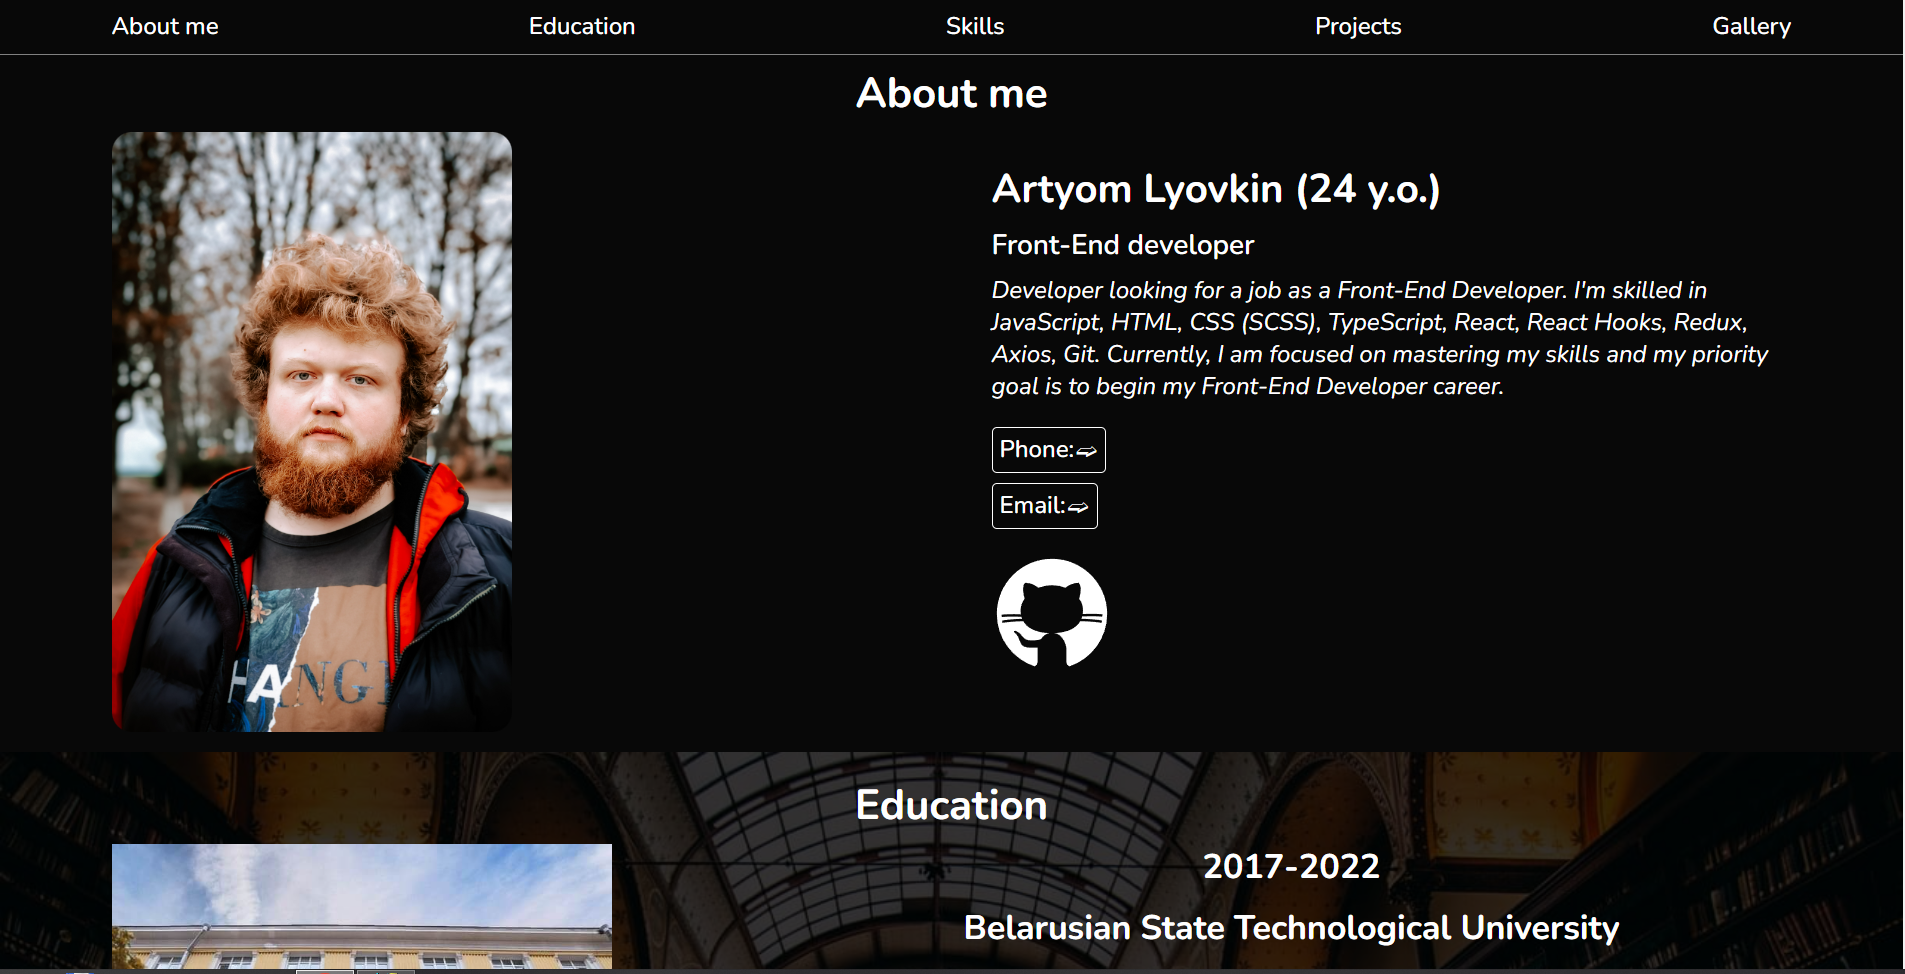 About me
Education
Skills
Projects
Gallery
About me
Artyom Lyovkin (24 y.o.)
Front-End developer
Developer looking for a job as a Front-End Developer. I'm skilled in
JavaScript, HTML, CSS (SCSS), TypeScript, React, React Hooks, Redux,
Axios, Git. Currently, I am focused on mastering my skills and my priority
goal is to begin my Front-End Developer career.
Phone:➫
Email:➫
HANG
Education
2017-2022
Belarusian State Technological University